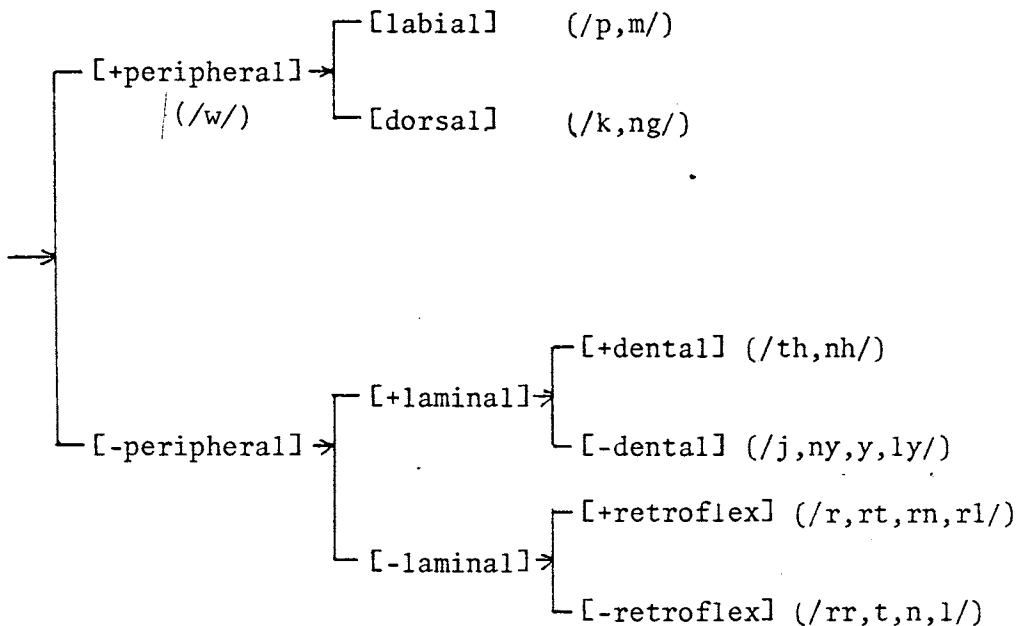 [labial] (/p,m/)
[+peripheral]
(/w/)
[dorsal] (/k,ng/)
[+dental] (/th,nh/)
[+laminal]
[-peripheral]
[-dental] (/j,ny,y,ly/)
[+retroflex] (/r,rt,rn,rl/)
[-laminal]
[-retroflex] (/rr,t,n,l/)